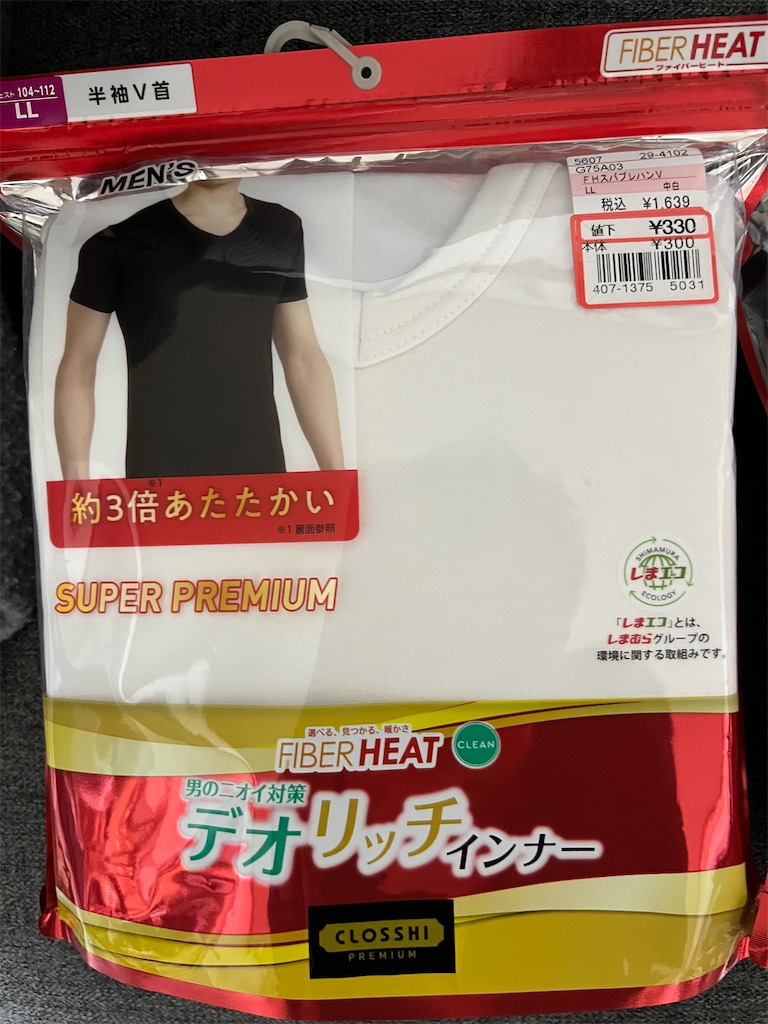 FIBER HEAT
ファイバーヒート
エスト 104~112
LL
半袖V首
MEN'S
5607 29-4102
G75A03
FHスパプレハンV
LL 中白
税込 ¥1,639
値下 ¥330
本体 ¥300
407-1375 5031
※1
約3倍あたたかい
※1 裏面参照
SUPER PREMIUM
SHIMAMURA
しまエコ
ECOLOGY
「しまエコ」とは、
しまむらグループの
環境に関する取組みです。
選べる、見つかる、暖かさ
FIBER HEAT
CLEAN
男のニオイ対策
デオリッチインナー
CLOSSHI
PREMIUM